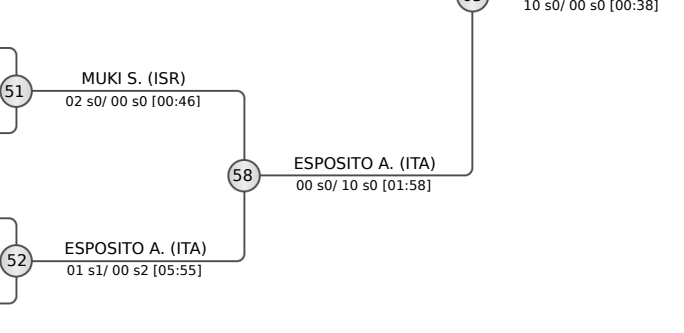 10 s0/ 00 s0 [00:38]
MUKI S. (ISR)
51
02 s0/ 00 s0 [00:46]
ESPOSITO A. (ITA)
58
00 s0/ 10 s0 [01:58]
ESPOSITO A. (ITA)
52
01 s1/ 00 s2 [05:55]